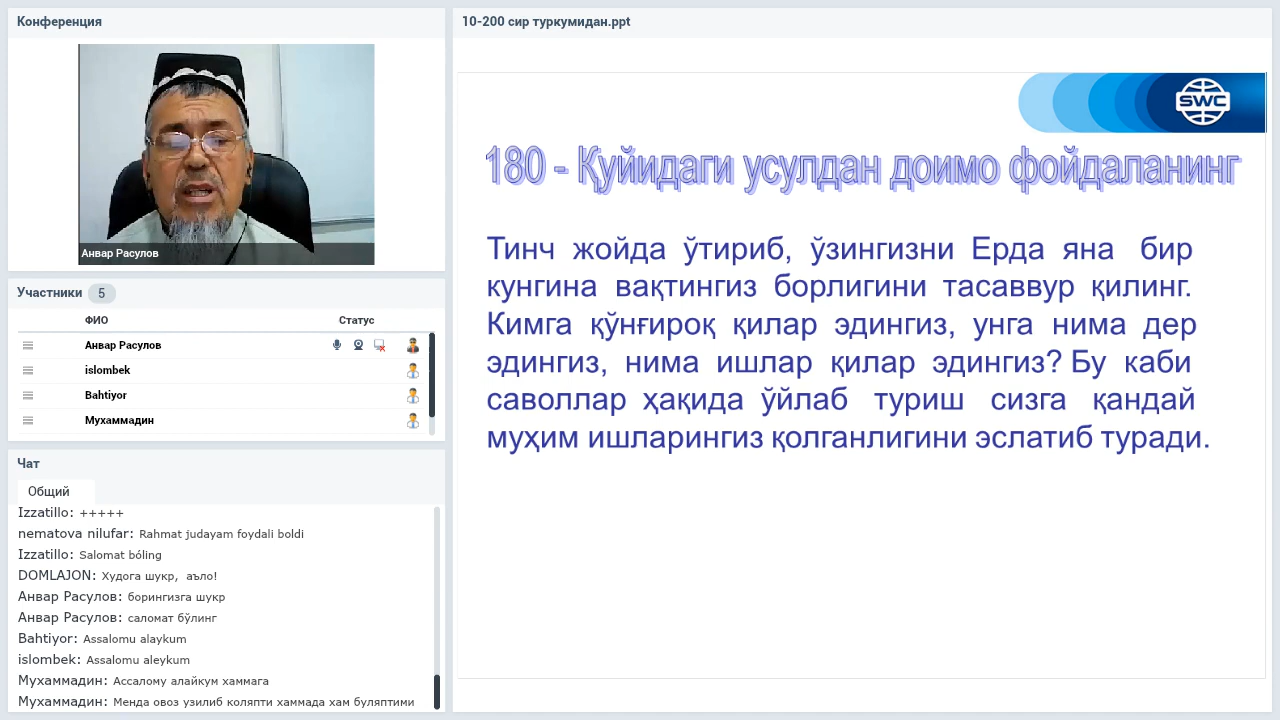 Конференция
Анвар Расулов
Участники 5
ФИО Статус
Анвар Расулов
islombek
Bahtiyor
Мухаммадин
Чат
Общий
Izzatillo: +++++
nematova nilufar: Rahmat judayam foydali boldi
Izzatillo: Salomat bóling
DOMLAJON: Худога шукр, аъло!
Анвар Расулов: борингизга шукр
Анвар Расулов: саломат бўлинг
Bahtiyor: Assalomu alaykum
islombek: Assalomu aleykum
Мухаммадин: Ассалому алайкум хаммага
Мухаммадин: Менда овоз узилиб коляпти хаммада хам буляптими
10-200 сир туркумидан.ppt
SWC
180 - Қуйидаги усулдан доимо фойдаланинг
Тинч жойда ўтириб, ўзингизни Ерда яна бир
кунгина вақтингиз борлигини тасаввур қилинг.
Кимга қўнғироқ қилар эдингиз, унга нима дер
эдингиз, нима ишлар қилар эдингиз? Бу каби
саволлар ҳақида ўйлаб туриш сизга қандай
муҳим ишларингиз қолганлигини эслатиб туради.